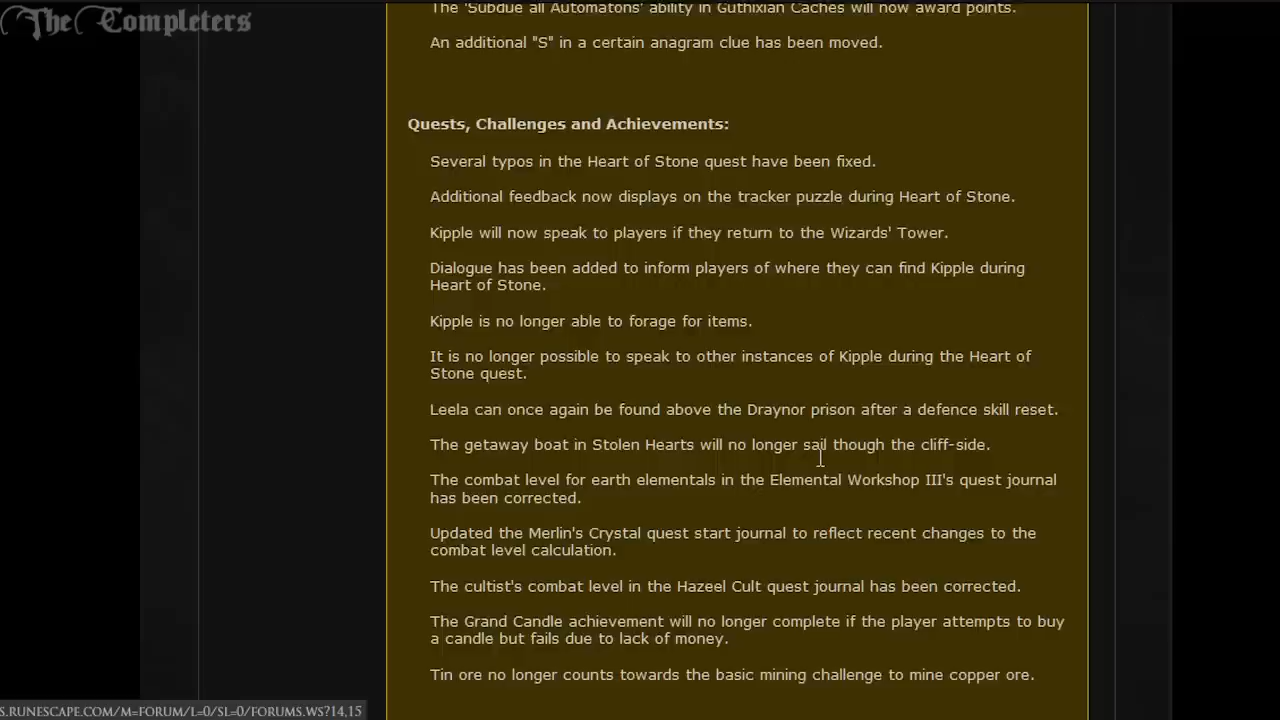 The Completers
The 'Subdue all Automatons' ability in Guthixian Caches will now award points.
An additional "S" in a certain anagram clue has been moved.
Quests, Challenges and Achievements:
Several typos in the Heart of Stone quest have been fixed.
Additional feedback now displays on the tracker puzzle during Heart of Stone.
Kipple will now speak to players if they return to the Wizards' Tower.
Dialogue has been added to inform players of where they can find Kipple during
Heart of Stone.
Kipple is no longer able to forage for items.
It is no longer possible to speak to other instances of Kipple during the Heart of
Stone quest.
Leela can once again be found above the Draynor prison after a defence skill reset.
The getaway boat in Stolen Hearts will no longer sail though the cliff-side.
The combat level for earth elementals in the Elemental Workshop III's quest journal
has been corrected.
Updated the Merlin's Crystal quest start journal to reflect recent changes to the
combat level calculation.
The cultist's combat level in the Hazeel Cult quest journal has been corrected.
The Grand Candle achievement will no longer complete if the player attempts to buy
a candle but fails due to lack of money.
Tin ore no longer counts towards the basic mining challenge to mine copper ore.
S.RUNESCAPE.COM/M=FORUM/L=0/SL=0/FORUMS.WS?14,15